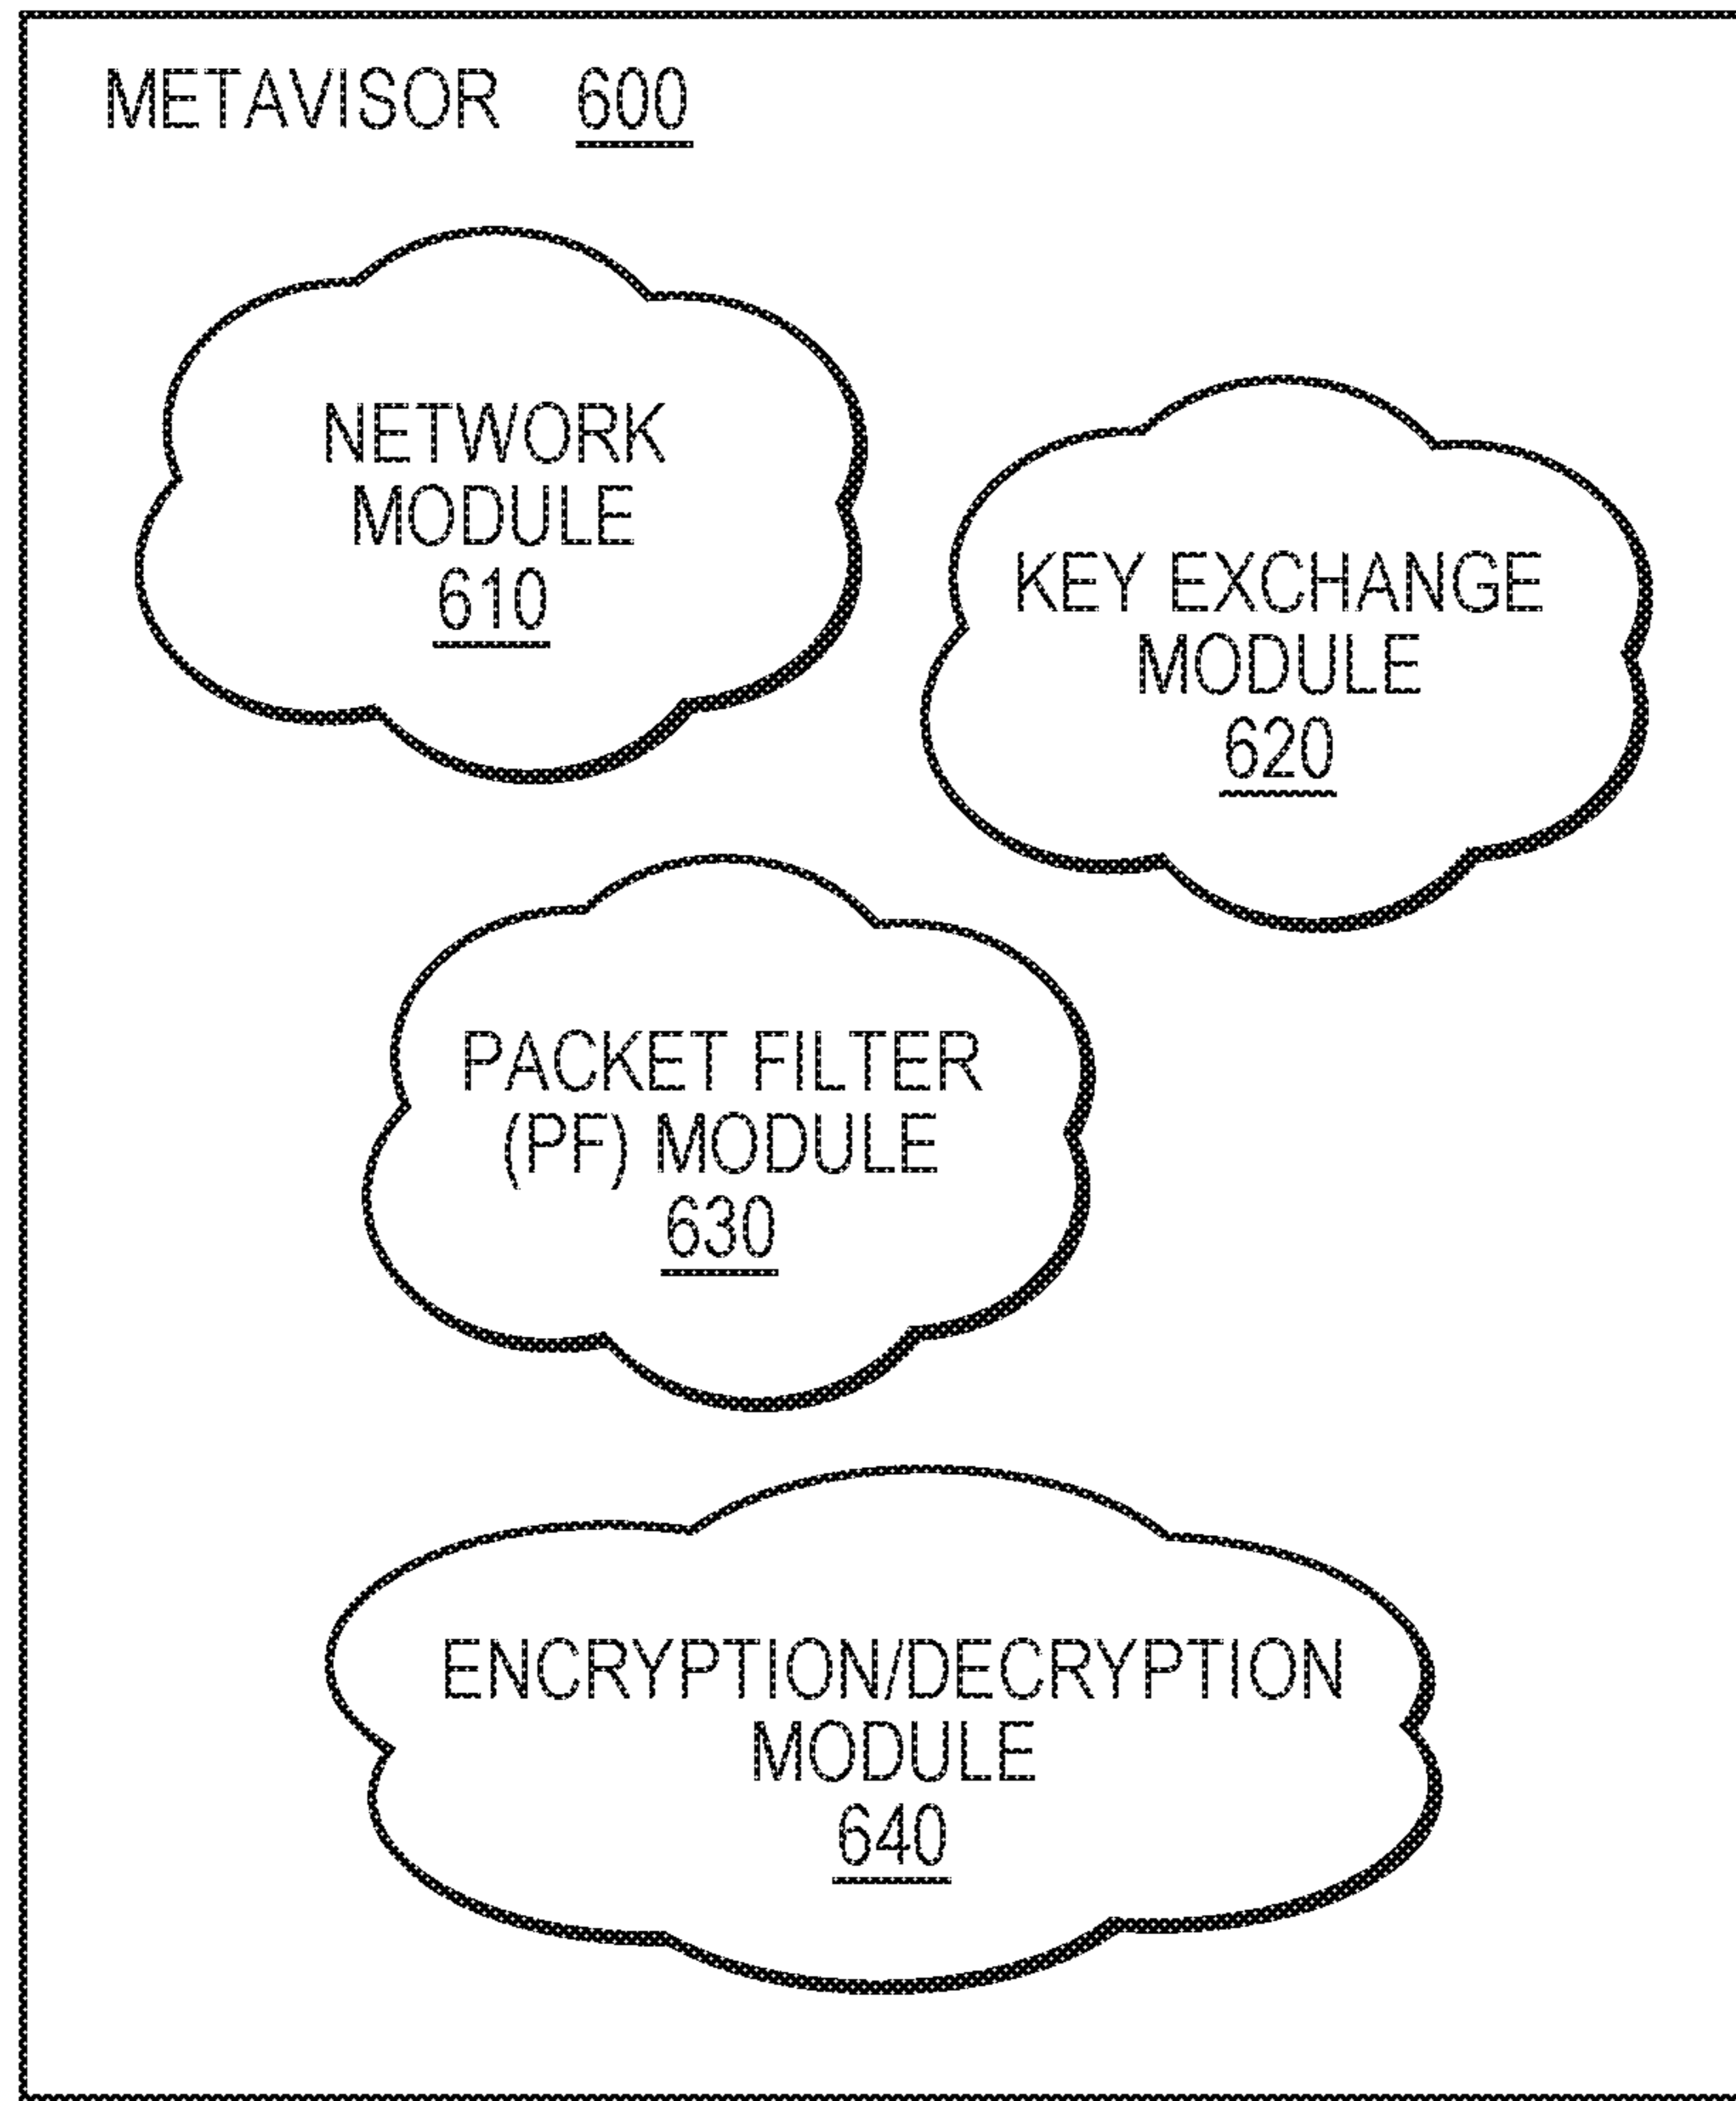 METAVISOR 600
NETWORK
MODULE
610
KEY EXCHANGE
MODULE
620
PACKET FILTER
(PF) MODULE
630
ENCRYPTION/DECRYPTION
MODULE
640